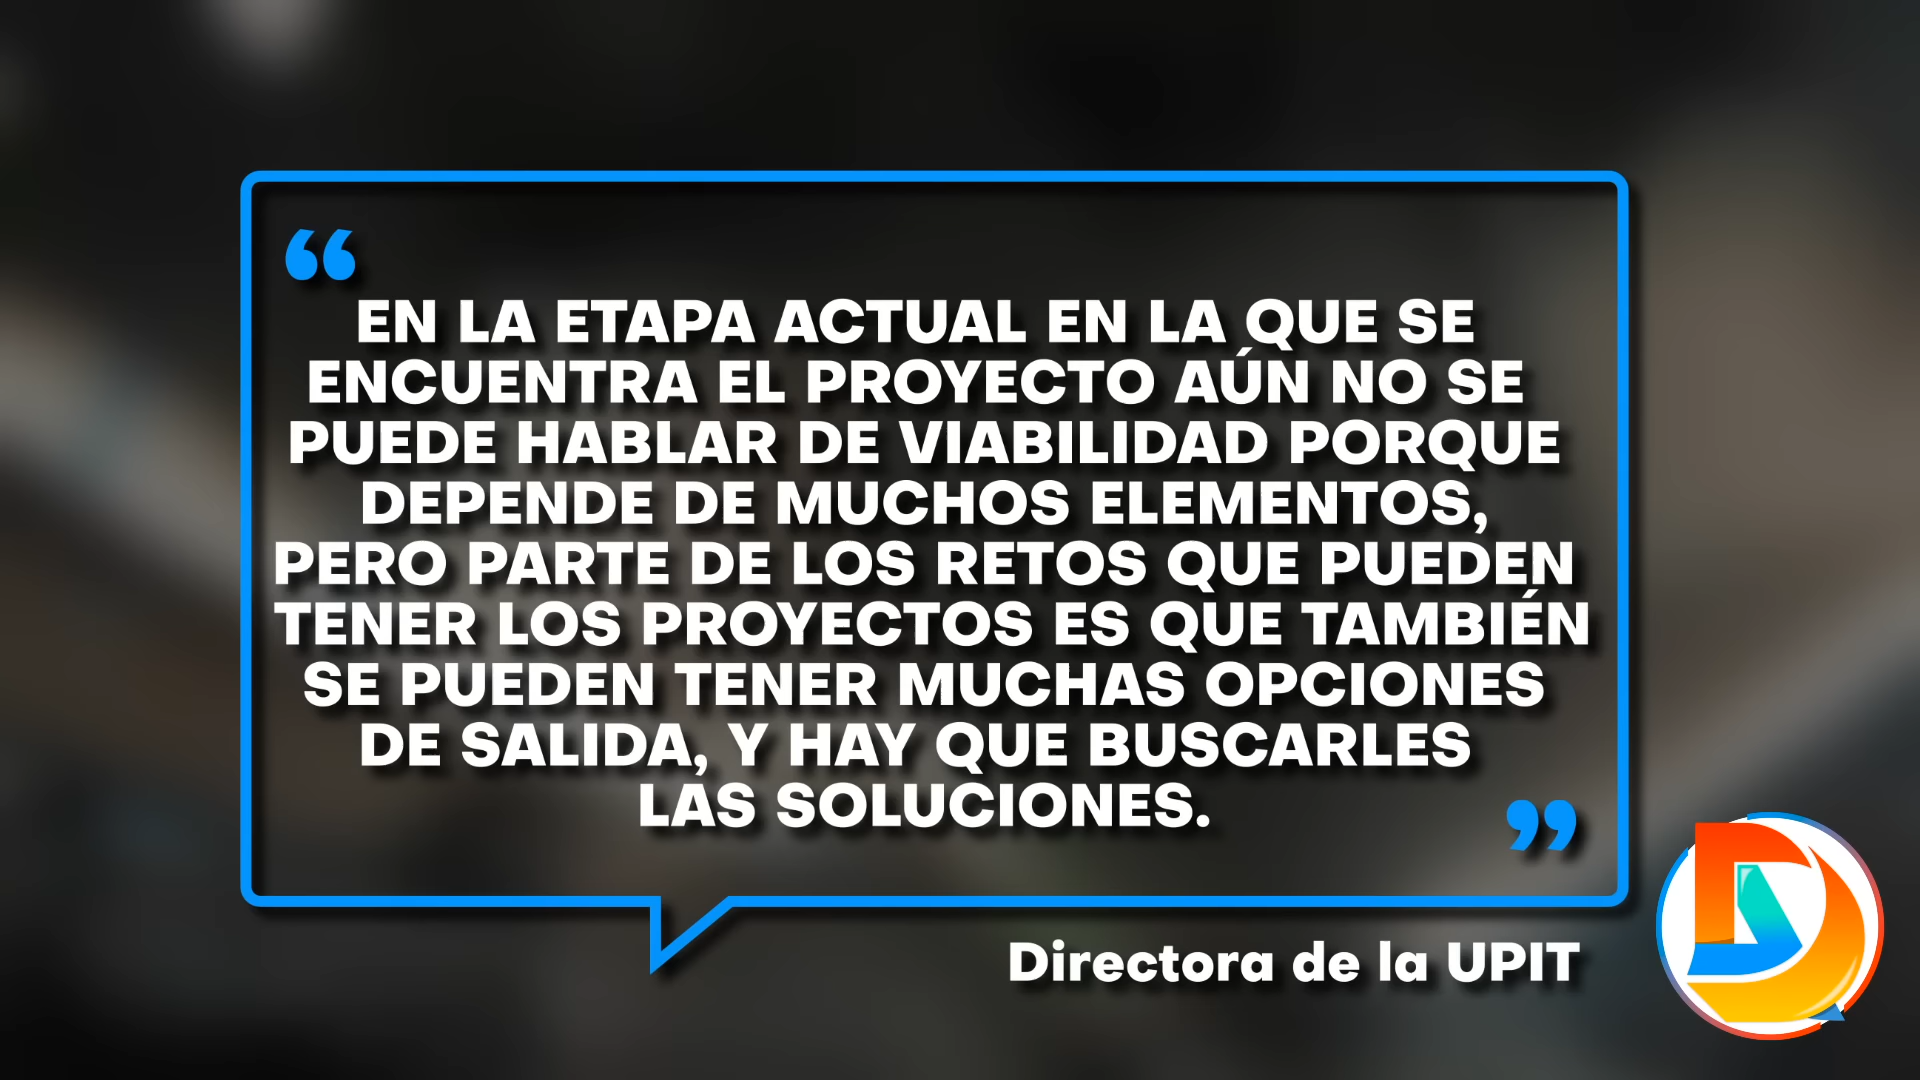 “
EN LA ETAPA ACTUAL EN LA QUE SE
ENCUENTRA EL PROYECTO AÚN NO SE
PUEDE HABLAR DE VIABILIDAD PORQUE
DEPENDE DE MUCHOS ELEMENTOS,
PERO PARTE DE LOS RETOS QUE PUEDEN
TENER LOS PROYECTOS ES QUE TAMBIÉN
SE PUEDEN TENER MUCHAS OPCIONES
DE SALIDA, Y HAY QUE BUSCARLES
LAS SOLUCIONES.
”
Directora de la UPIT